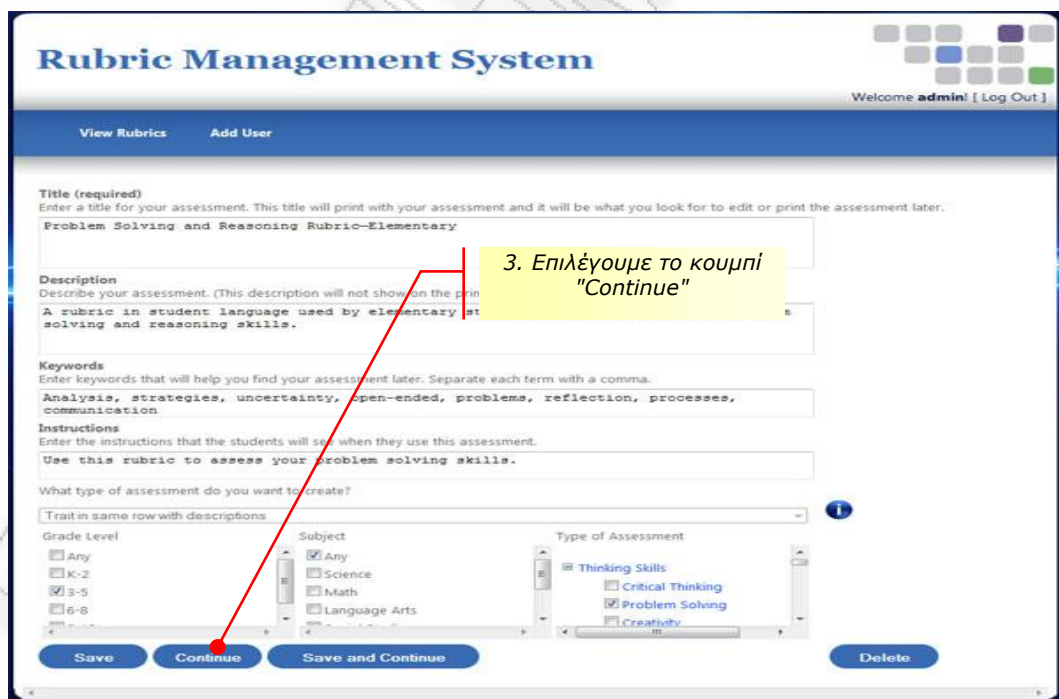 Rubric Management System
Welcome admin! [ Log Out ]
View Rubrics Add User
Title (required)
Enter a title for your assessment. This title will print with your assessment and it will be what you look for to edit or print the assessment later.
Problem Solving and Reasoning Rubric—Elementary
3. Επιλέγουμε το κουμπί
"Continue"
Description
Describe your assessment. (This description will not show on the
A rubric in student language used by elementary
solving and reasoning skills.
Keywords
Enter keywords that will help you find your assessment later. Separate each term with a comma.
Analysis, strategies, uncertainty, open-ended, problems, reflection, processes,
communication
Instructions
Enter the instructions that the students will see when they use this assessment.
Use this rubric to assess your problem solving skills.
What type of assessment do you want to create?
Trait in same row with descriptions
Grade Level Subject Type of Assessment
Any Any Thinking Skills
K-2 Science Critical Thinking
3-5 Math Problem Solving
6-8 Language Arts Creativity
Save Continue Save and Continue Delete